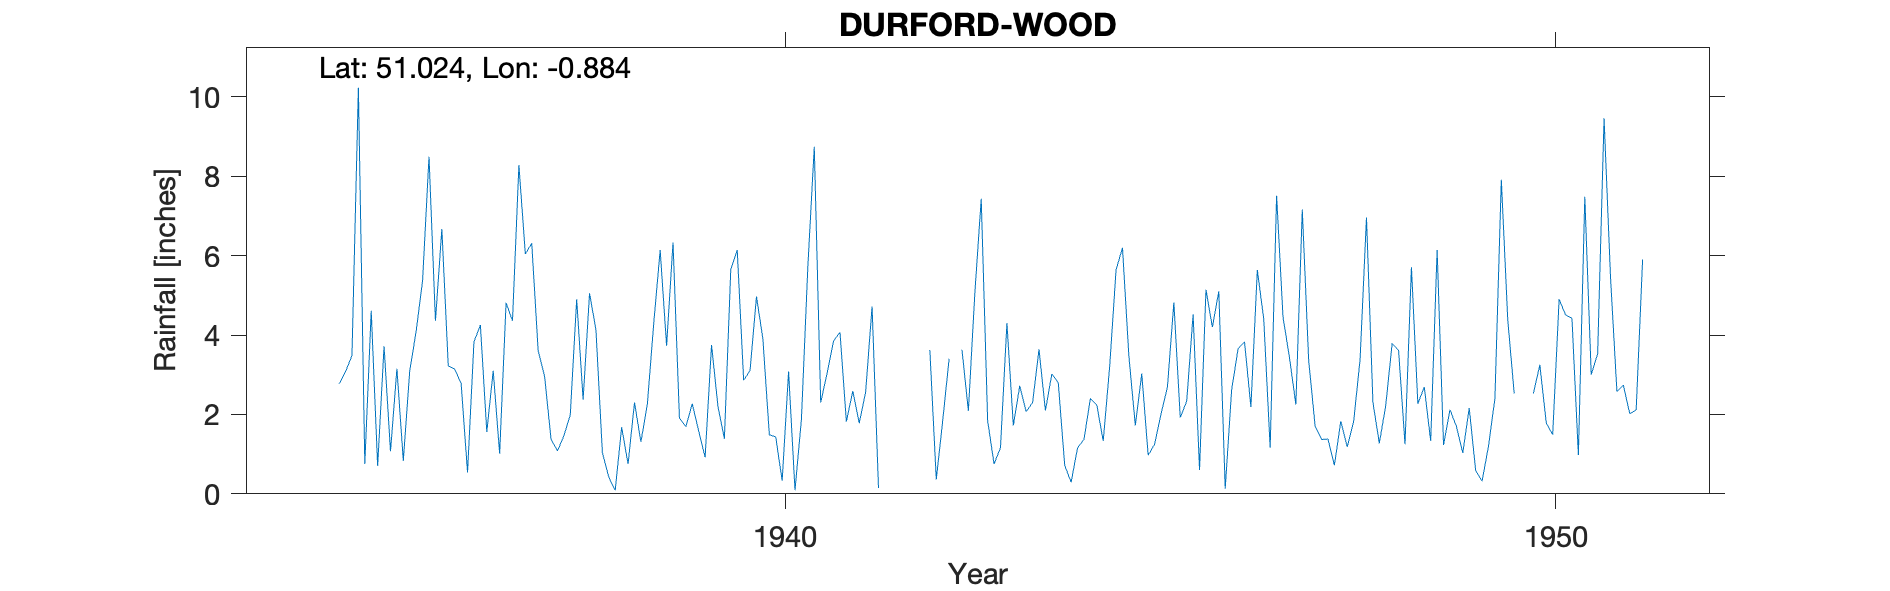 DURFORD-WOOD
Lat: 51.024, Lon: -0.884
10
8
6
4
2
0
Rainfall [inches]
1940
1950
Year